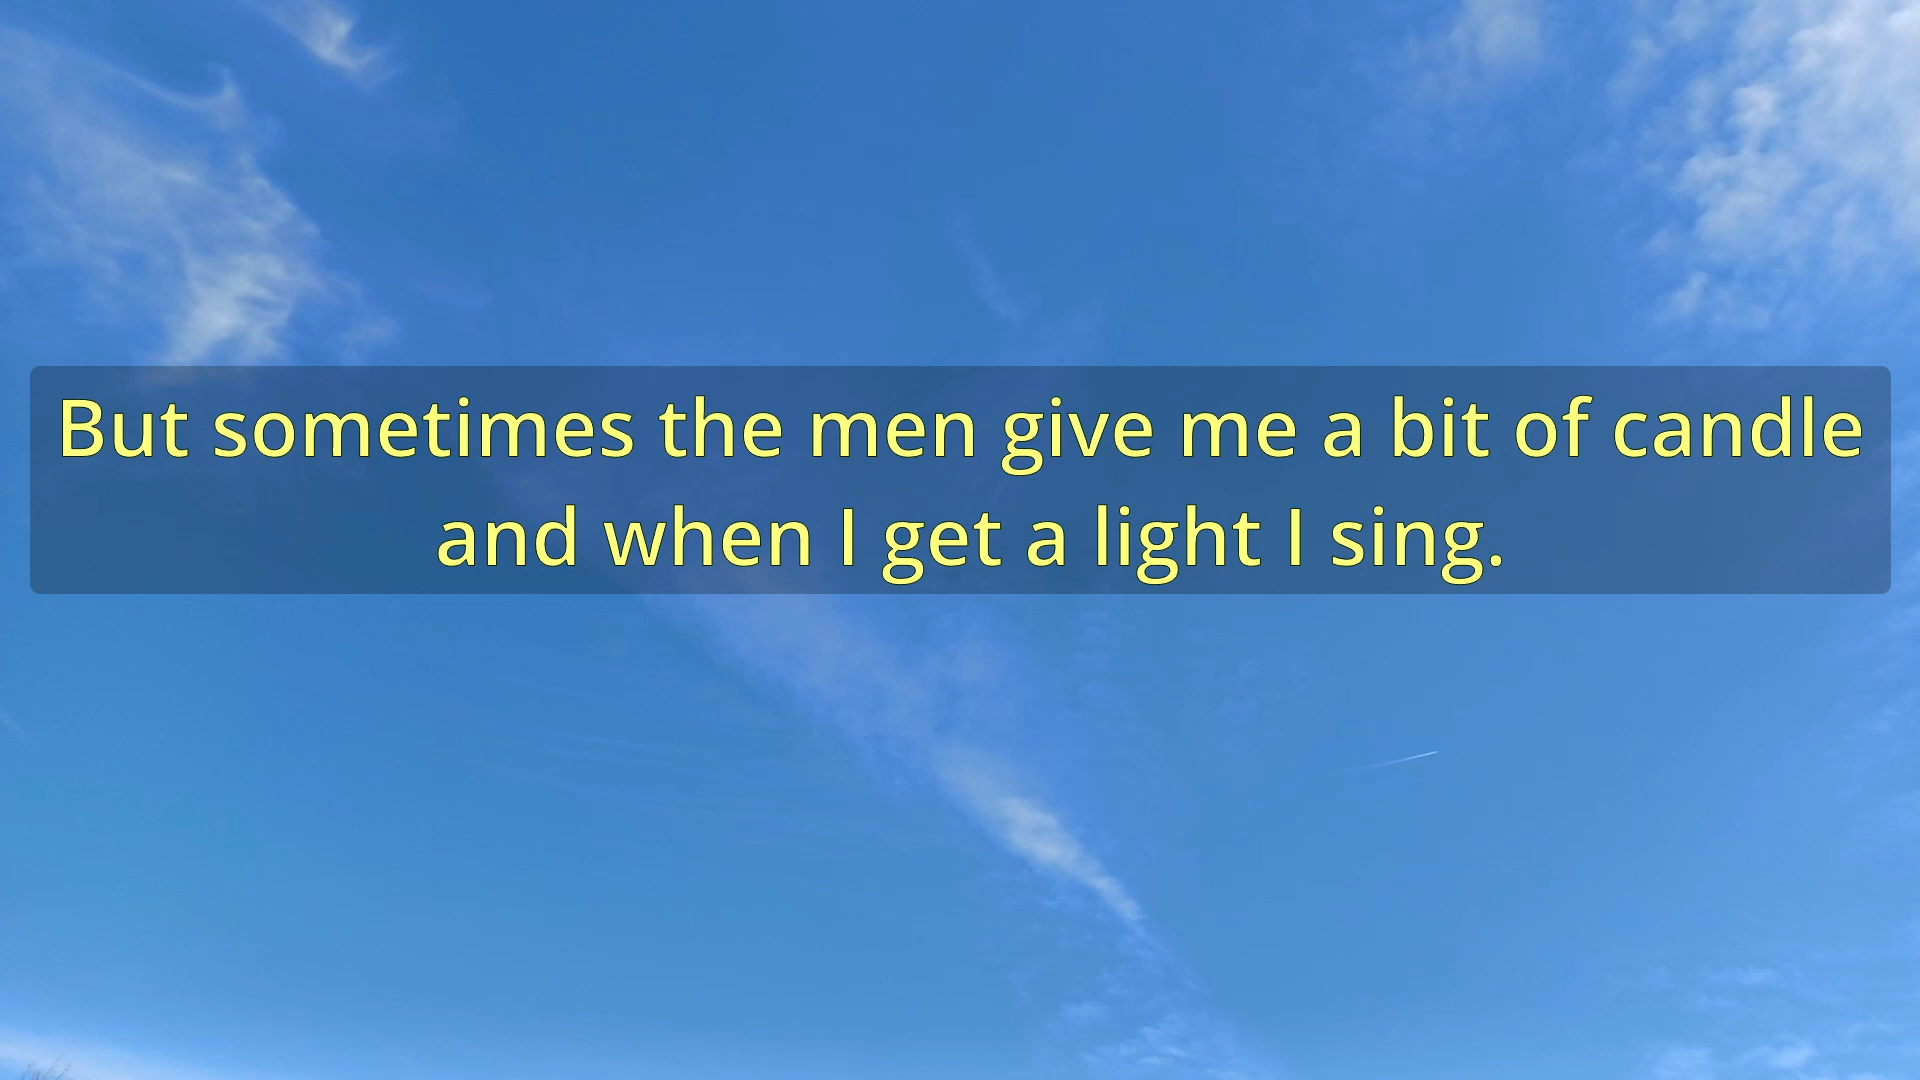 But sometimes the men give me a bit of candle
and when I get a light I sing.